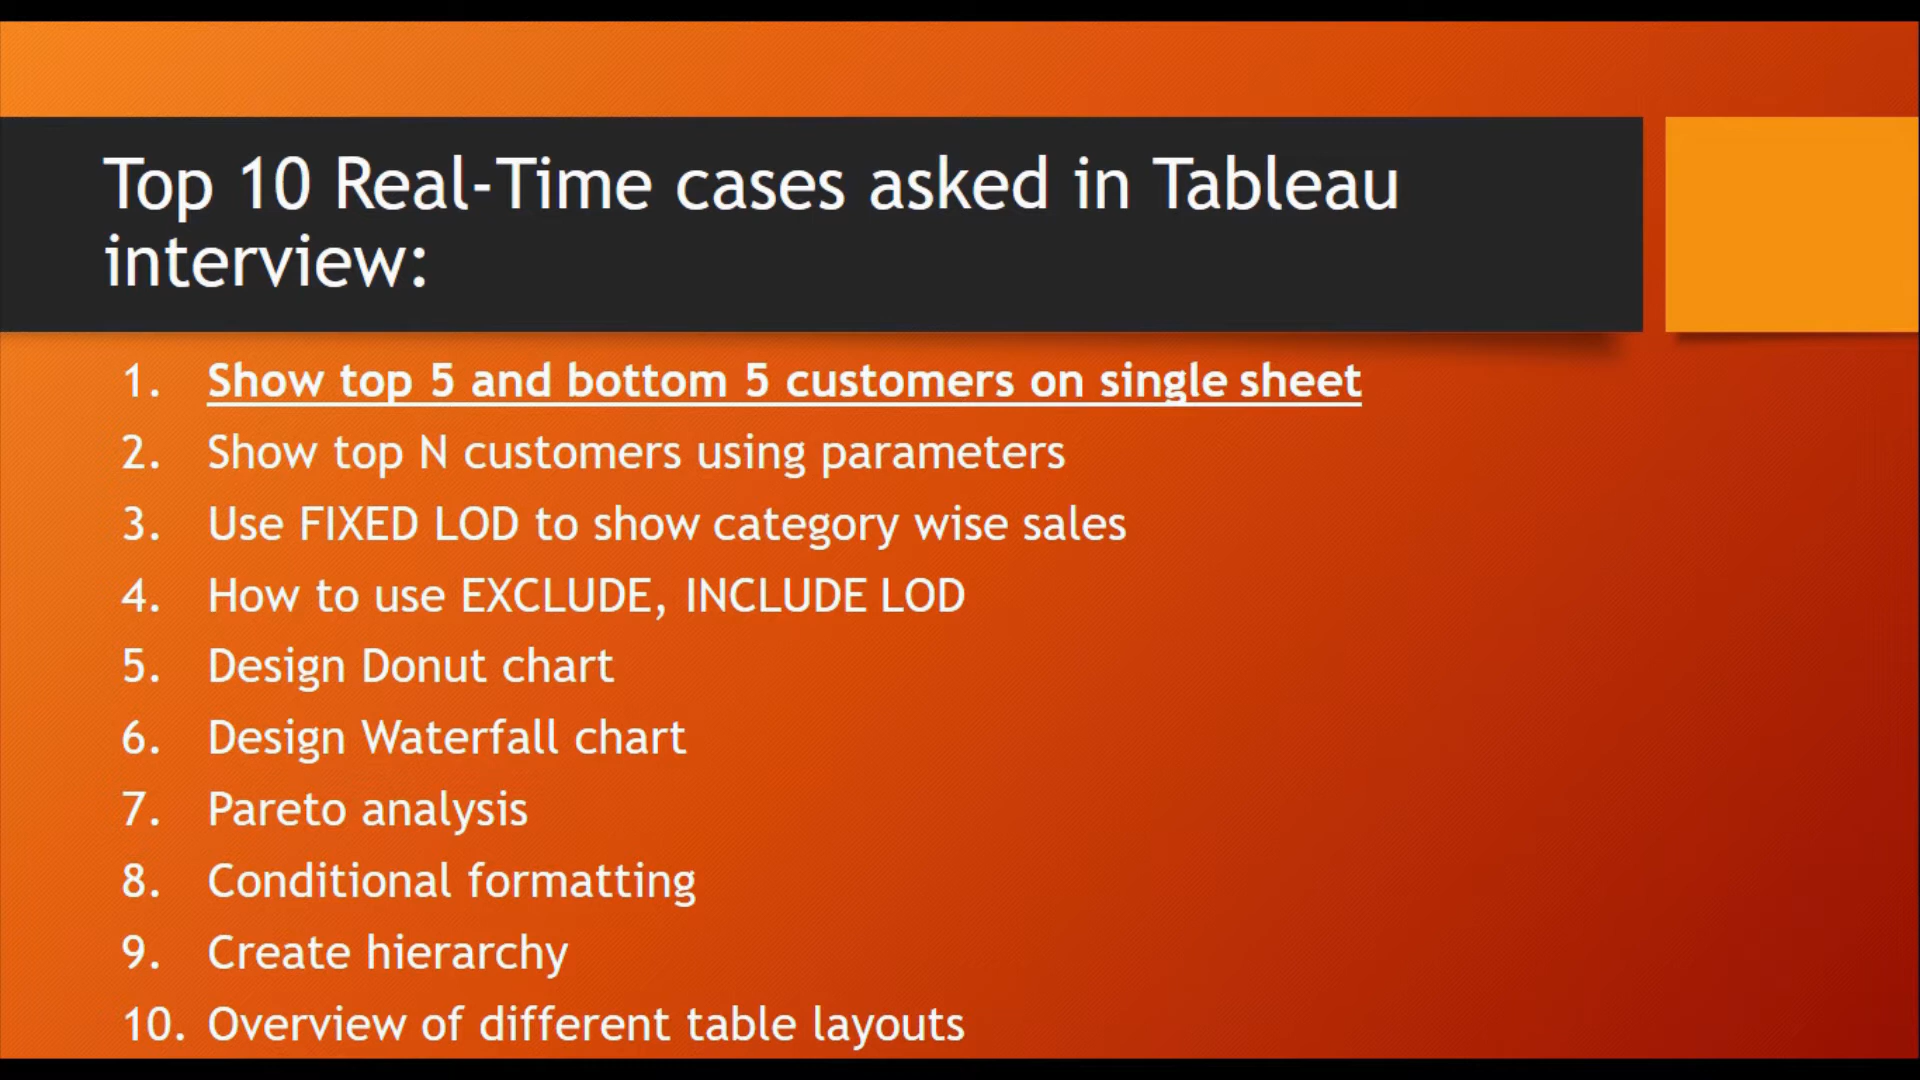 Top 10 Real-Time cases asked in Tableau
interview:
1. Show top 5 and bottom 5 customers on single sheet
2. Show top N customers using parameters
3. Use FIXED LOD to show category wise sales
4. How to use EXCLUDE, INCLUDE LOD
5. Design Donut chart
6. Design Waterfall chart
7. Pareto analysis
8. Conditional formatting
9. Create hierarchy
10. Overview of different table layouts